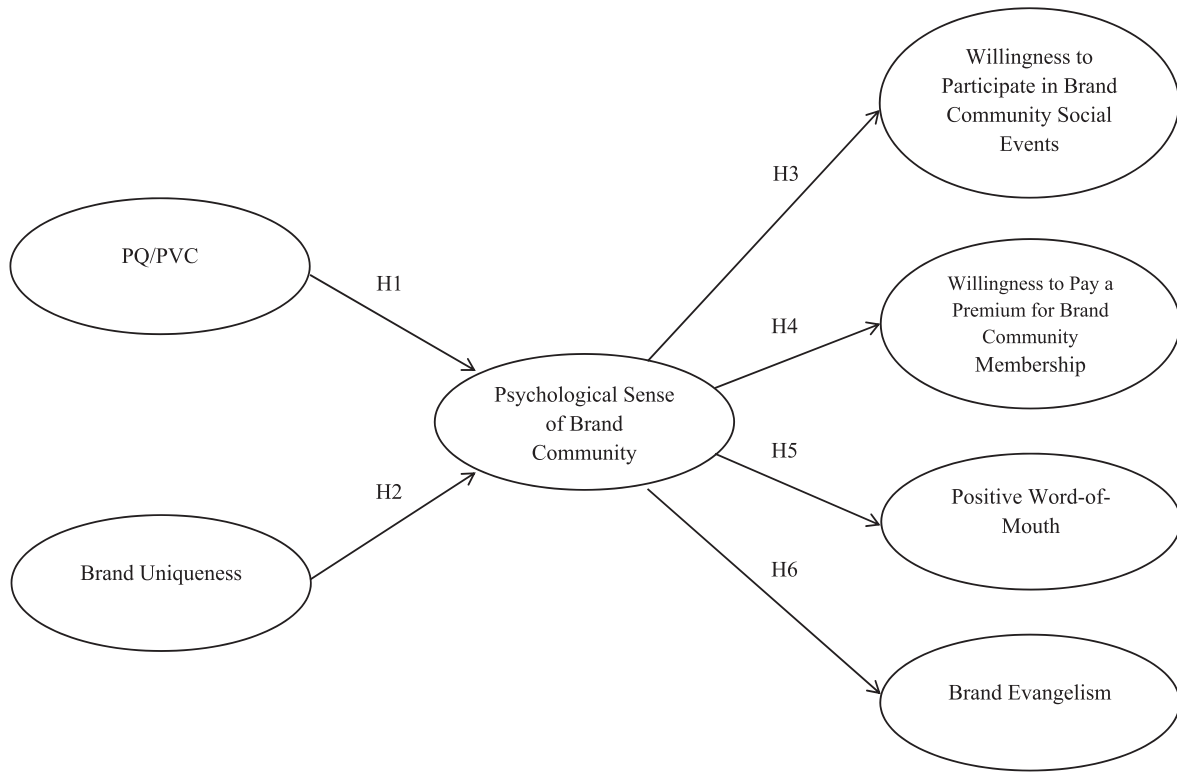 PQ/PVC
Brand Uniqueness
H1
H2
Psychological Sense
of Brand
Community
H3
H4
H5
H6
Willingness to
Participate in Brand
Community Social
Events
Willingness to Pay a
Premium for Brand
Community
Membership
Positive Word-of-
Mouth
Brand Evangelism